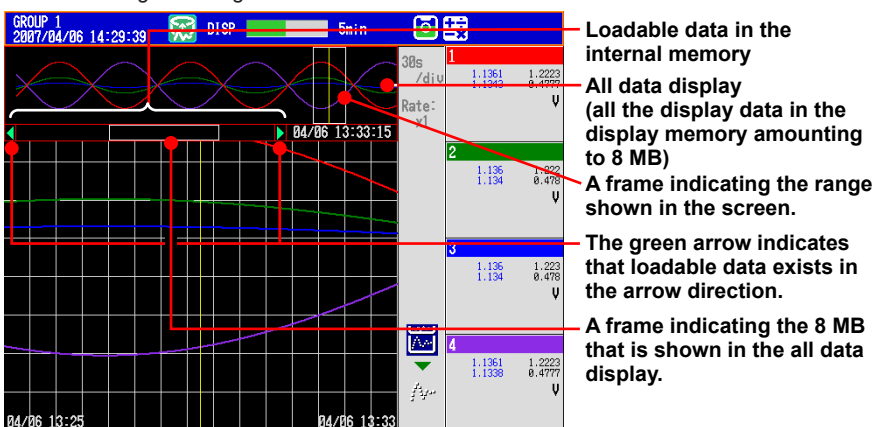 GROUP 1
2007/04/06 14:29:39
DISP
5min
30s
/div
Rate:
x1
04/06 13:33:15
04/06 13:25
04/06 13:33
1
1.1361 1.2223
1.1343 0.4777
V
2
1.136 1.222
1.134 0.478
V
3
1.136 1.223
1.134 0.478
V
4
1.1361 1.2223
1.1338 0.4777
V
Loadable data in the
internal memory
All data display
(all the display data in the
display memory amounting
to 8 MB)
A frame indicating the range
shown in the screen.
The green arrow indicates
that loadable data exists in
the arrow direction.
A frame indicating the 8 MB
that is shown in the all data
display.